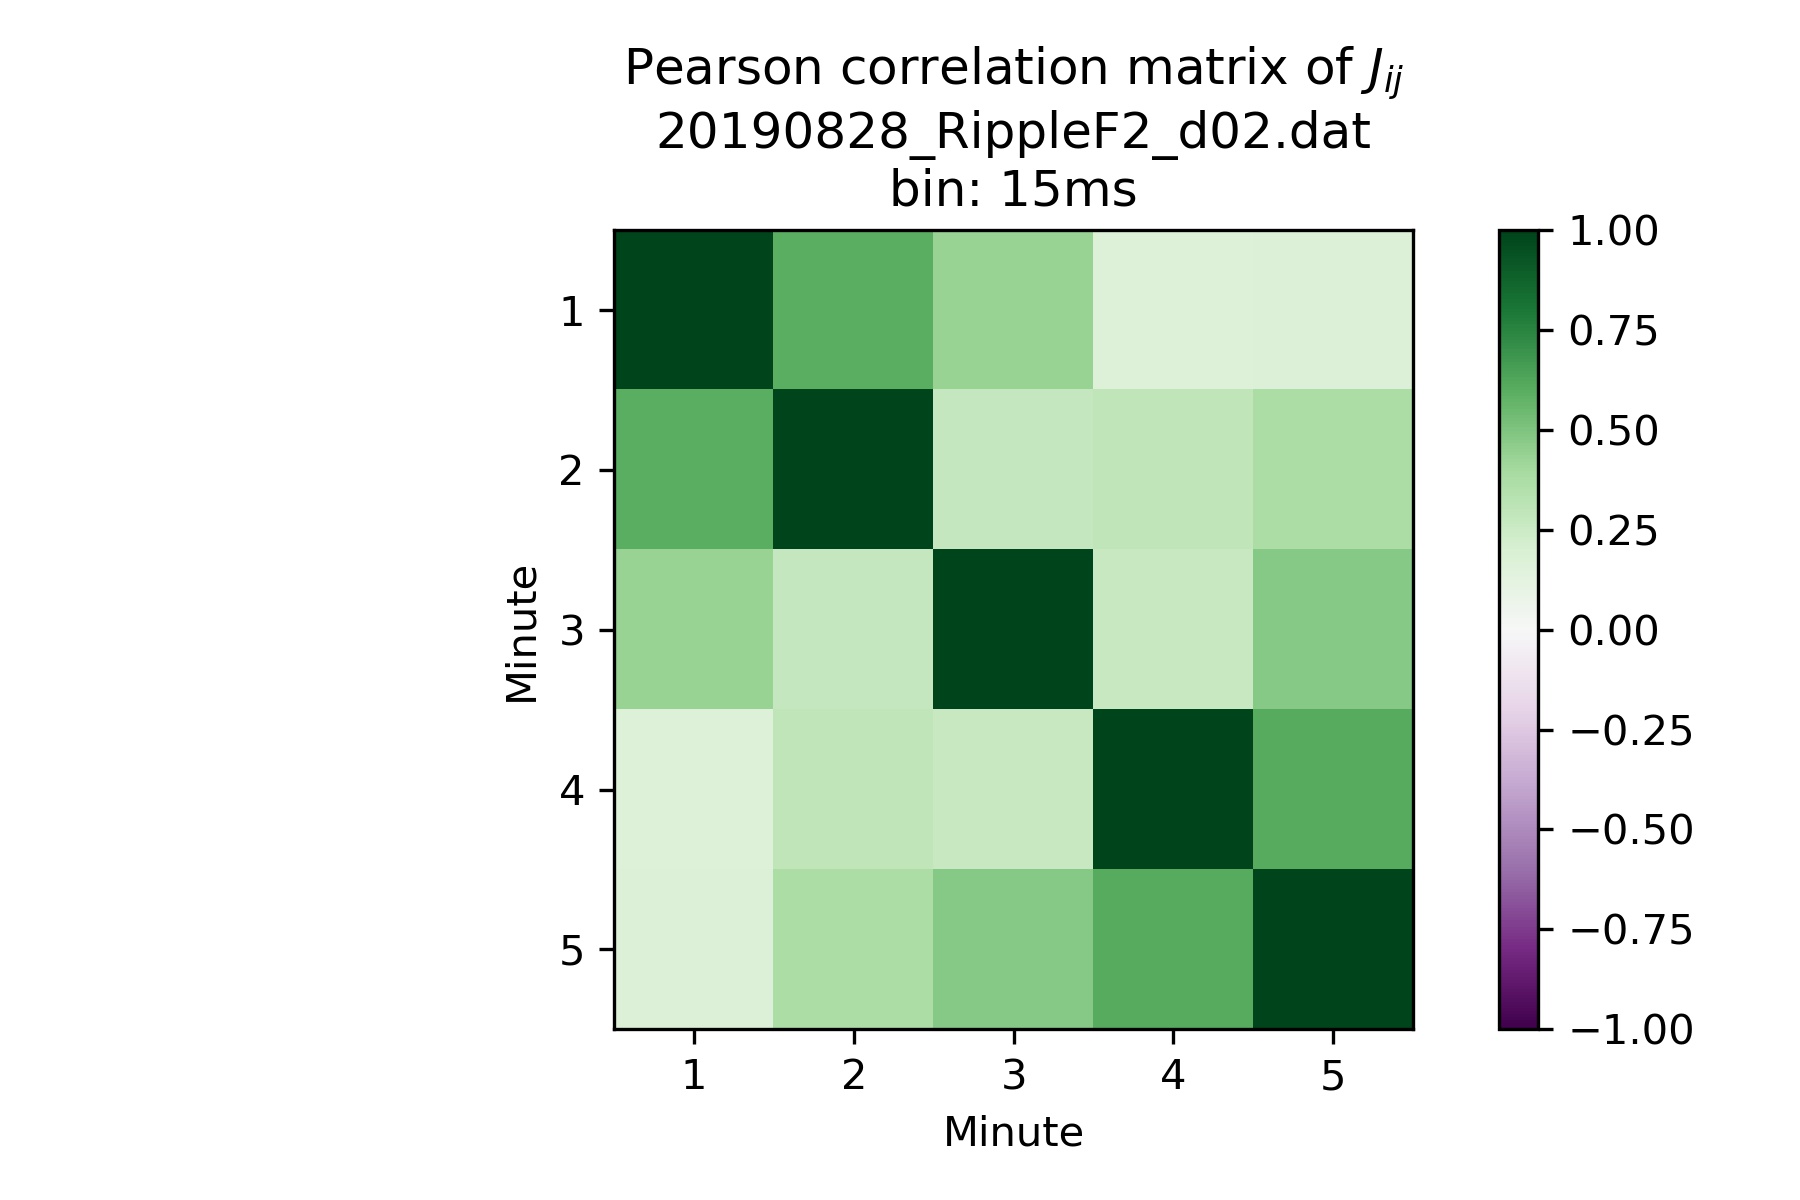 Pearson correlation matrix of J_ij
20190828_RippleF2_d02.dat
bin: 15ms
1
2
3
4
5
Minute
1 2 3 4 5
Minute
1.00
0.75
0.50
0.25
0.00
−0.25
−0.50
−0.75
−1.00